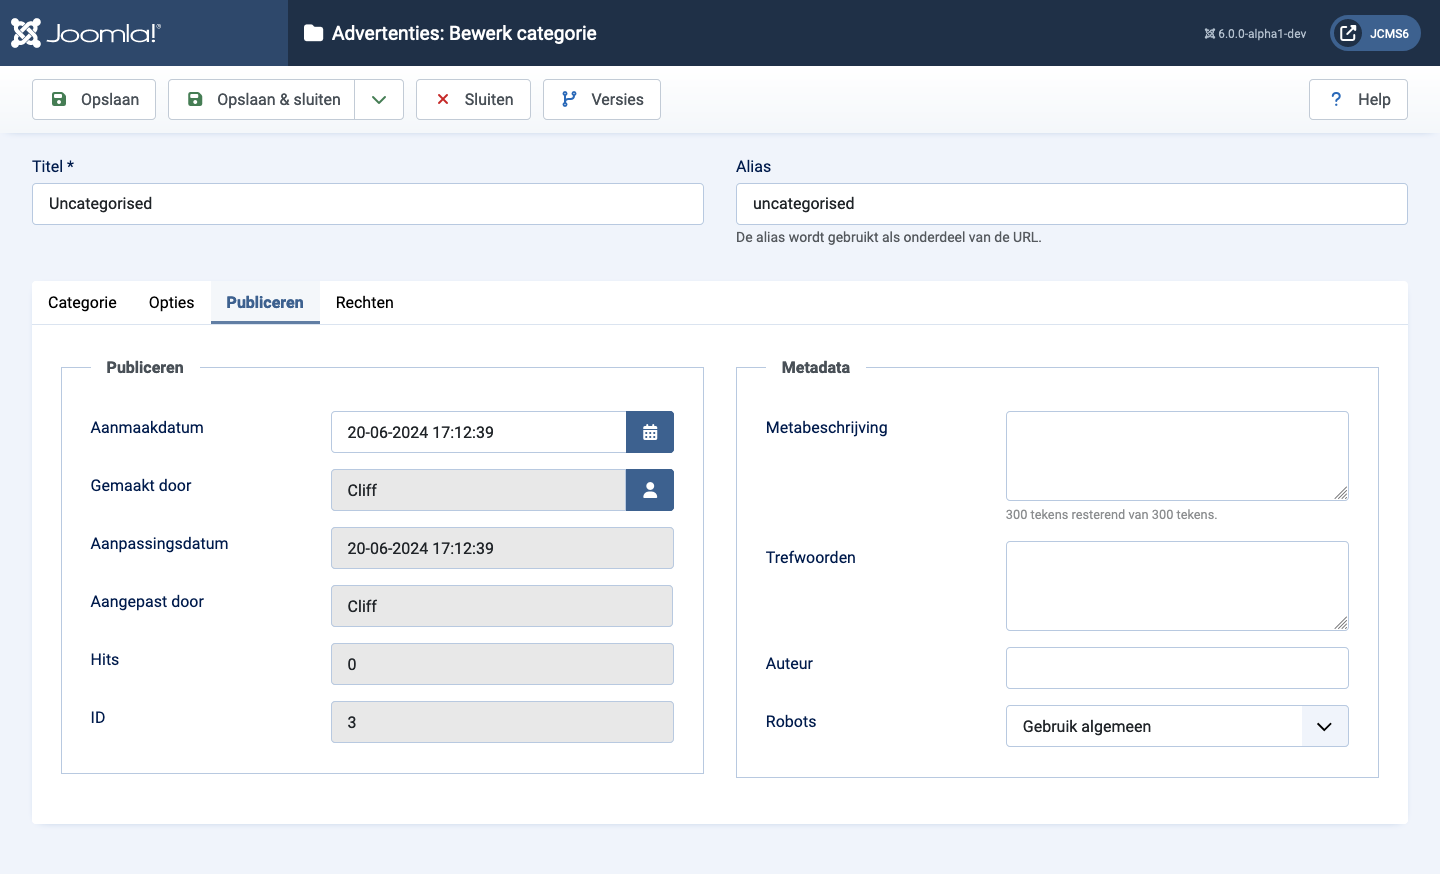 Joomla!®
Advertenties: Bewerk categorie
6.0.0-alpha1-dev
JCMS6
Opslaan
Opslaan & sluiten
Sluiten
Versies
? Help
Titel *
Alias
Uncategorised
uncategorised
De alias wordt gebruikt als onderdeel van de URL.
Categorie
Opties
Publiceren
Rechten
Publiceren
Aanmaakdatum
20-06-2024 17:12:39
Gemaakt door
Cliff
Aanpassingsdatum
20-06-2024 17:12:39
Aangepast door
Cliff
Hits
0
ID
3
Metadata
Metabeschrijving
300 tekens resterend van 300 tekens.
Trefwoorden
Auteur
Robots
Gebruik algemeen